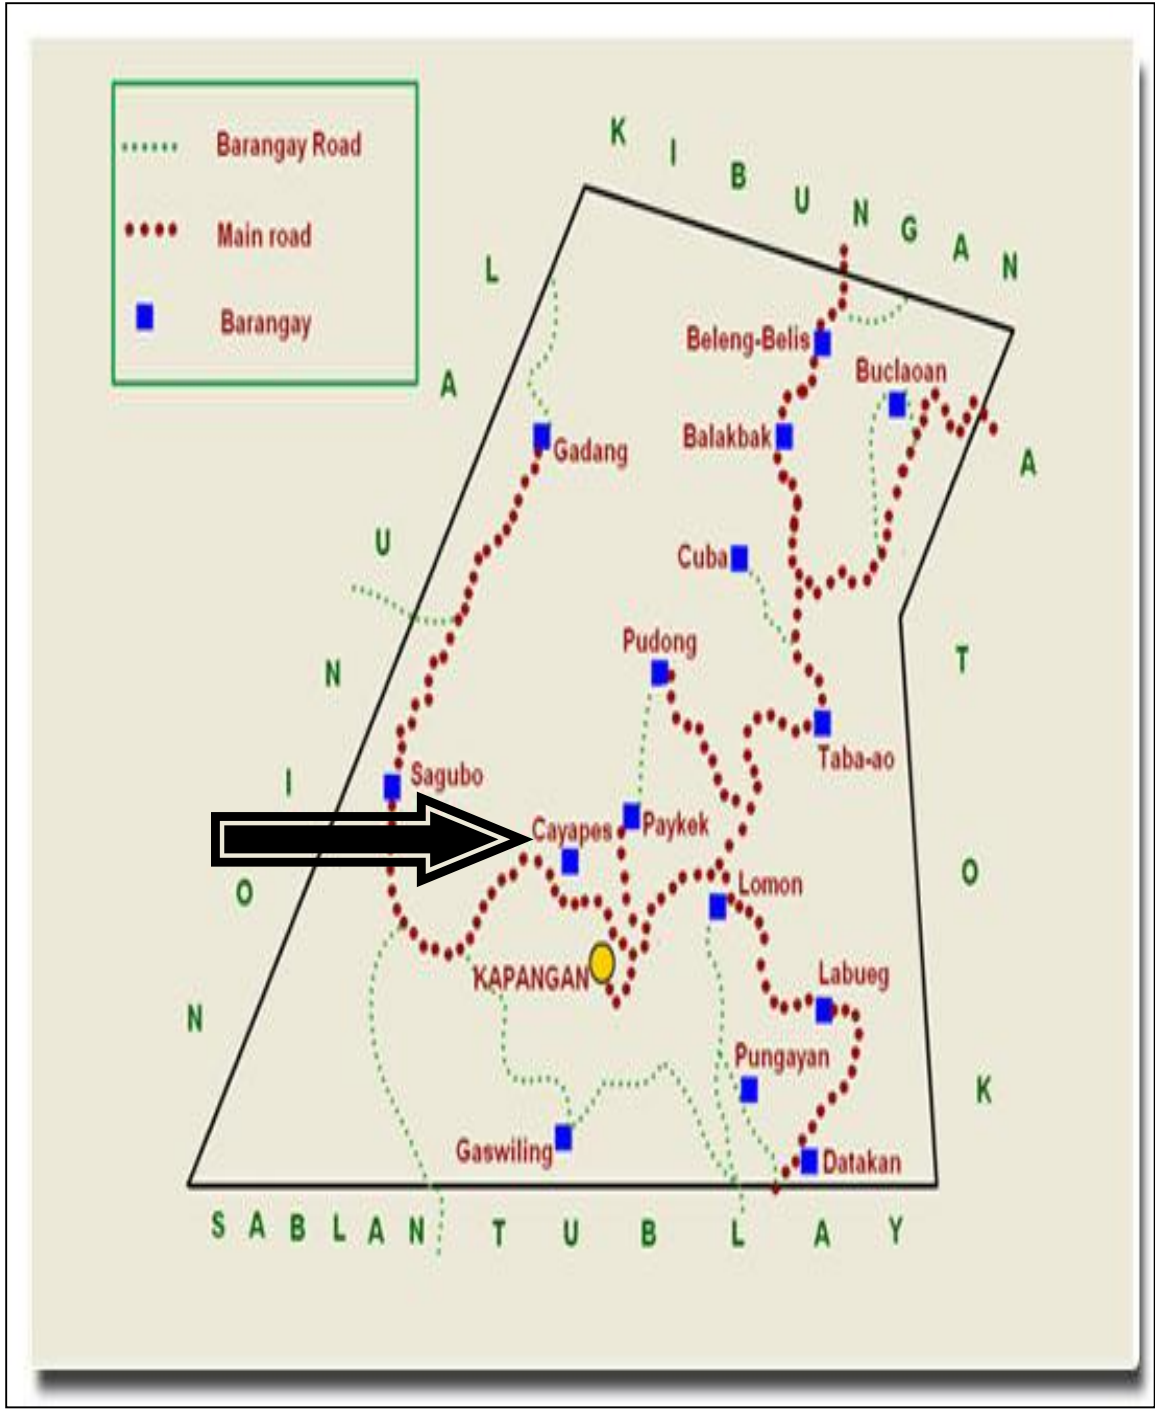 Barangay Road
Main road
Barangay
K I B U N G A N
A T O K
L A U N I O N
Beleng-Belis
Buclaoan
Gadang
Balakbak
Cuba
Pudong
Taba-ao
Sagubo
Cayapes
Paykek
Lomon
KAPANGAN
Labueg
Pungayan
Gaswiling
Datakan
S A B L A N
T U B L A Y